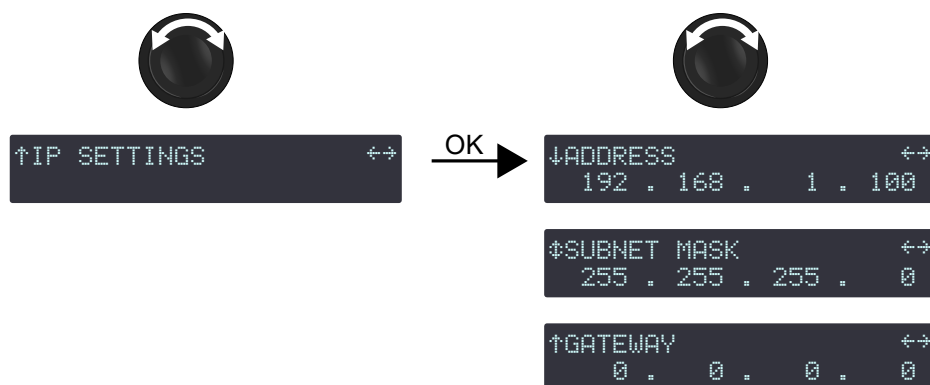 ↑IP SETTINGS ↔
OK
↓ADDRESS ↔
192 . 168 . 1 . 100
↕SUBNET MASK ↔
255 . 255 . 255 . 0
↑GATEWAY ↔
0 . 0 . 0 . 0